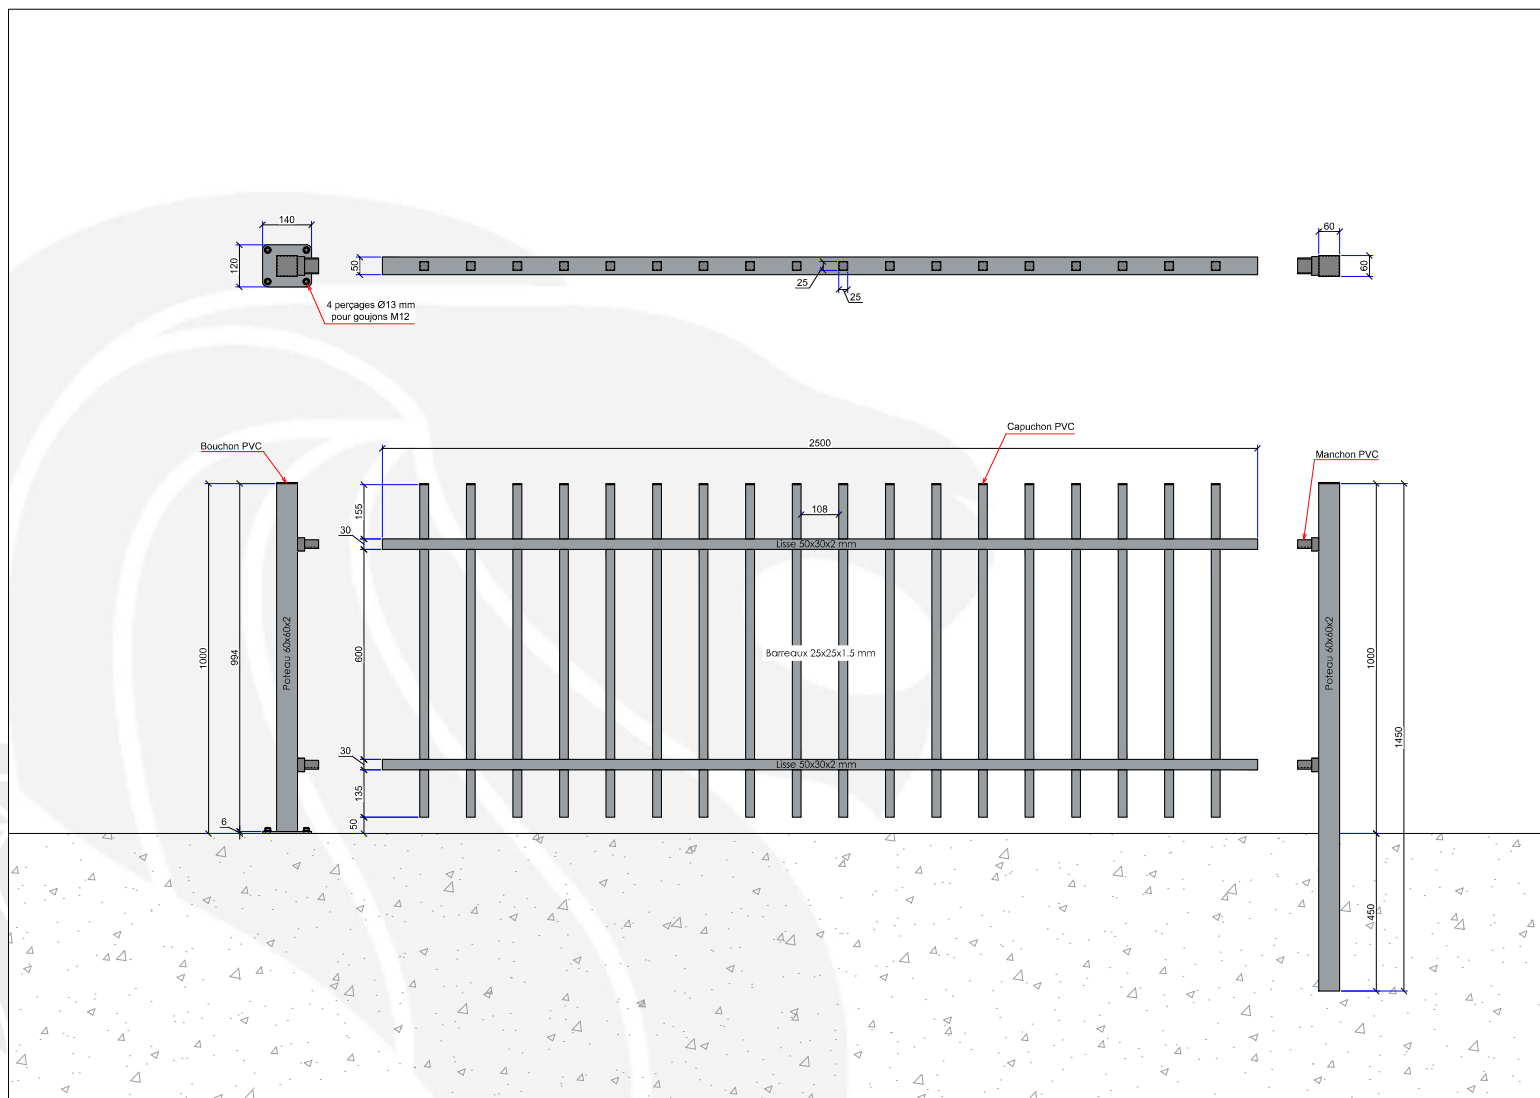 140
120
4 perçages Ø13 mm
pour goujons M12
50
25
25
60
60
Bouchon PVC
2500
Capuchon PVC
Manchon PVC
155
30
108
Lisse 50x30x2 mm
1000
994
Poteau 60x60x2
600
Barreaux 25x25x1.5 mm
Poteau 60x60x2
1000
1450
30
Lisse 50x30x2 mm
135
6
50
450